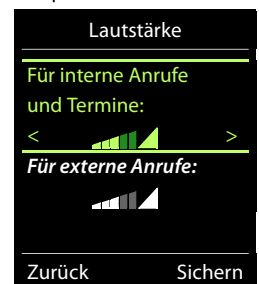 Lautstärke
Für interne Anrufe
und Termine:
< >
Für externe Anrufe:
Zurück Sichern